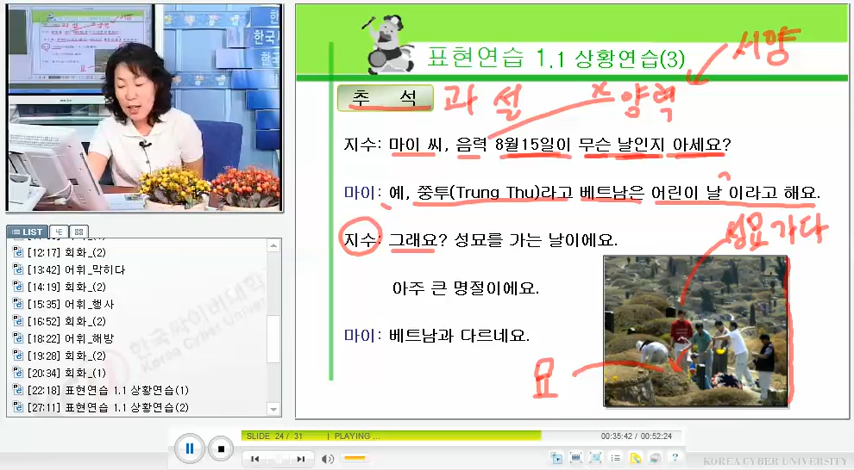 표현연습 1.1 상황연습(3)
서양
추 석
과 설
x 양력
지수: 마이 씨, 음력 8월15일이 무슨 날인지 아세요?
마이: 예, 쭝투(Trung Thu)라고 베트남은 어린이 날 이라고 해요.
지수: 그래요? 성묘를 가는 날이에요.
성묘 가다
아주 큰 명절이에요.
마이: 베트남과 다르네요.
묘
LIST
[12:17] 회화_(2)
[13:42] 어휘_막히다
[14:19] 회화_(2)
[15:35] 어휘_행사
[16:52] 회화_(2)
[18:22] 어휘_해방
[19:28] 회화_(2)
[20:34] 회화_(1)
[22:18] 표현연습 1.1 상황연습(1)
[27:11] 표현연습 1.1 상황연습(2)
한국싸이버대학
Korea Cyber University
SLIDE 24 / 31 | PLAYING ...
00:35:42 / 00:52:24
KOREA CYBER UNIVERSITY